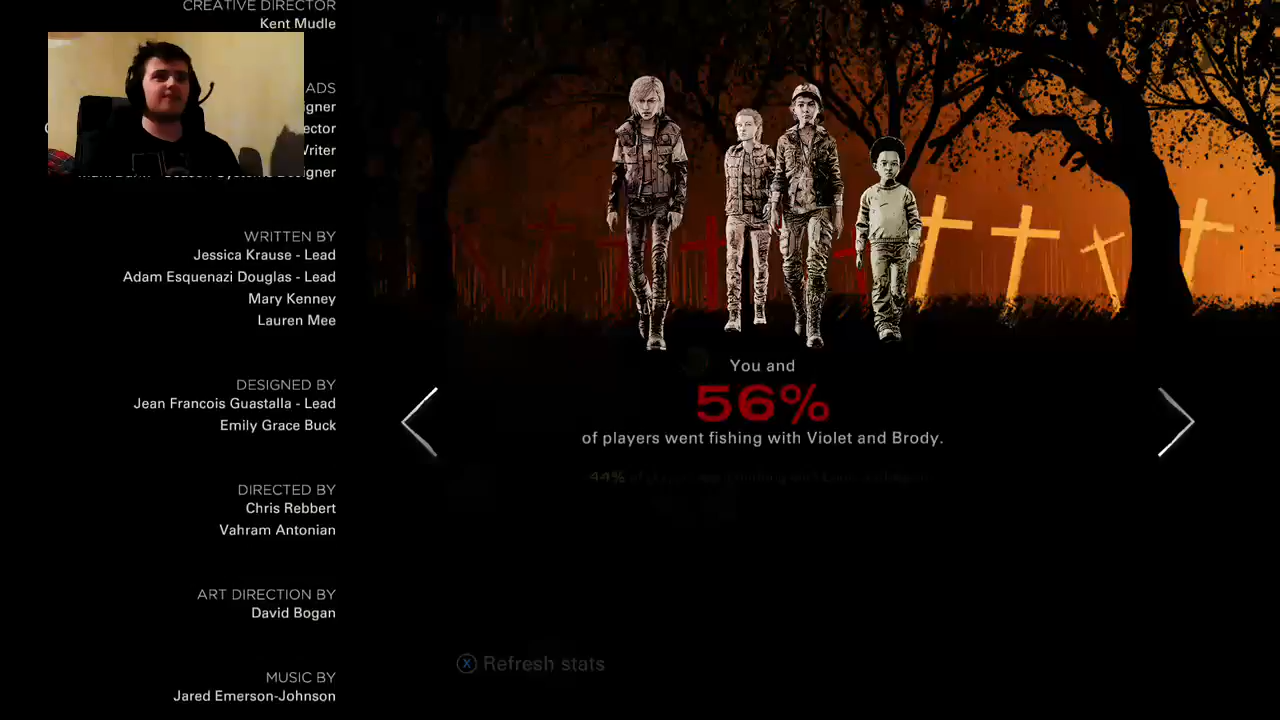 CREATIVE DIRECTOR
Kent Mudle
ADS
gner
ector
Writer
Designer
WRITTEN BY
Jessica Krause - Lead
Adam Esquenazi Douglas - Lead
Mary Kenney
Lauren Mee
DESIGNED BY
Jean Francois Guastalla - Lead
Emily Grace Buck
DIRECTED BY
Chris Rebbert
Vahram Antonian
ART DIRECTION BY
David Bogan
MUSIC BY
Jared Emerson-Johnson
You and
56%
of players went fishing with Violet and Brody.
44% of players
X Refresh stats